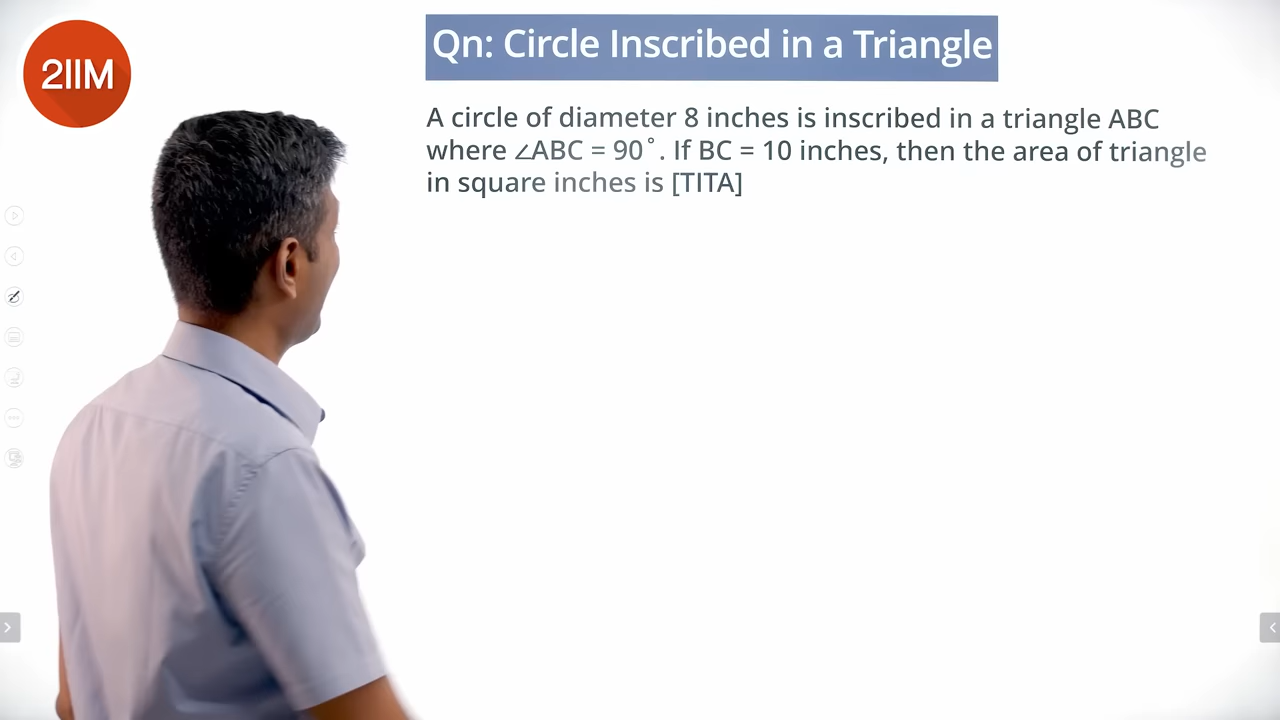 2IIM
Qn: Circle Inscribed in a Triangle
A circle of diameter 8 inches is inscribed in a triangle ABC
where ∠ABC = 90˚. If BC = 10 inches, then the area of triangle
in square inches is [TITA]